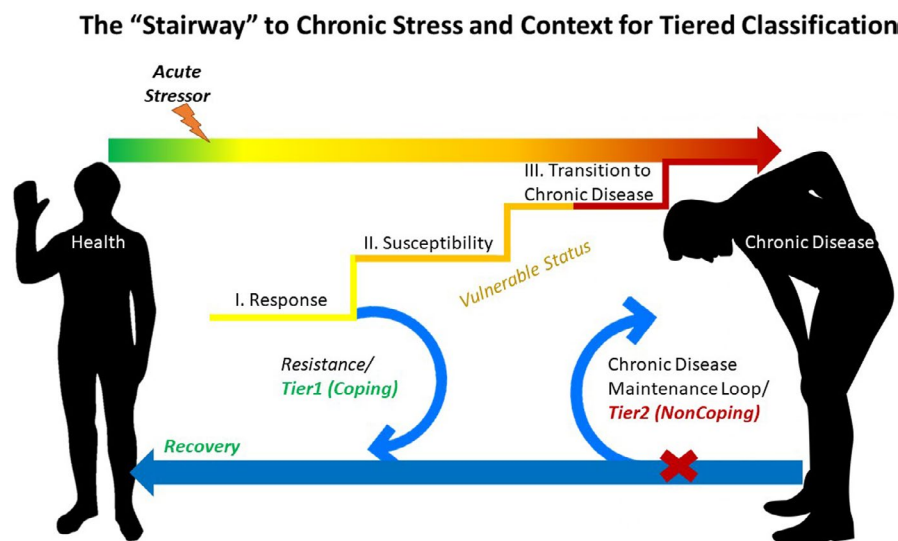 The “Stairway” to Chronic Stress and Context for Tiered Classification
Acute
Stressor
III. Transition to
Chronic Disease
Health
II. Susceptibility
Chronic Disease
Vulnerable Status
I. Response
Resistance/
Tier1 (Coping)
Chronic Disease
Maintenance Loop/
Tier2 (NonCoping)
Recovery